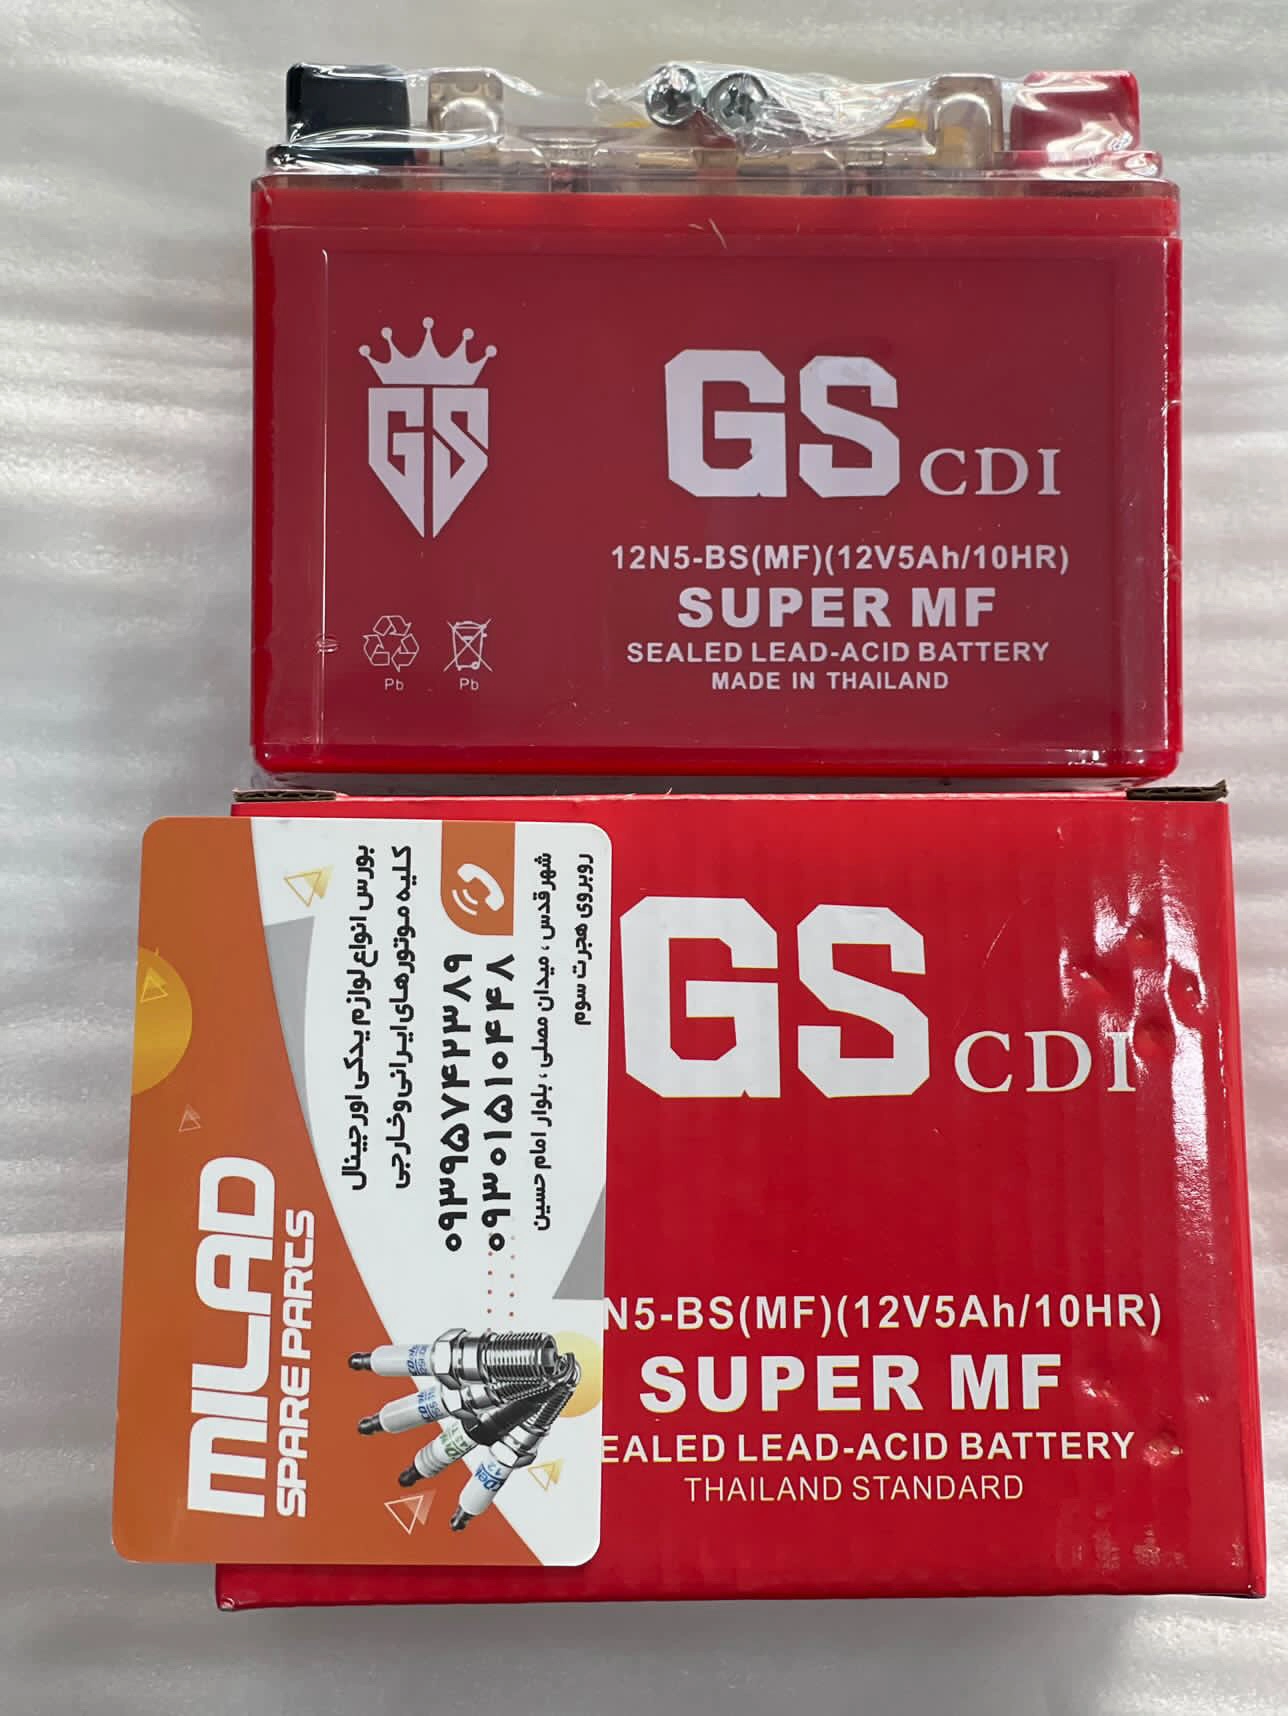 GS
GS CDI
12N5-BS(MF)(12V5Ah/10HR)
SUPER MF
SEALED LEAD-ACID BATTERY
MADE IN THAILAND
Pb
Pb
GS CDI
N5-BS(MF)(12V5Ah/10HR)
SUPER MF
EALED LEAD-ACID BATTERY
THAILAND STANDARD
MILAD
SPARE PARTS
بورس انواع لوازم یدکی اورجینال
کلیه موتورهای ایرانی و خارجی
۰۹۳۹۵۷۴۲۳۸۹
۰۹۳۰۱۵۱۰۴۴۸
شهرقدس ، میدان مصلی ، بلوار امام حسین
روبروی هجرت سوم